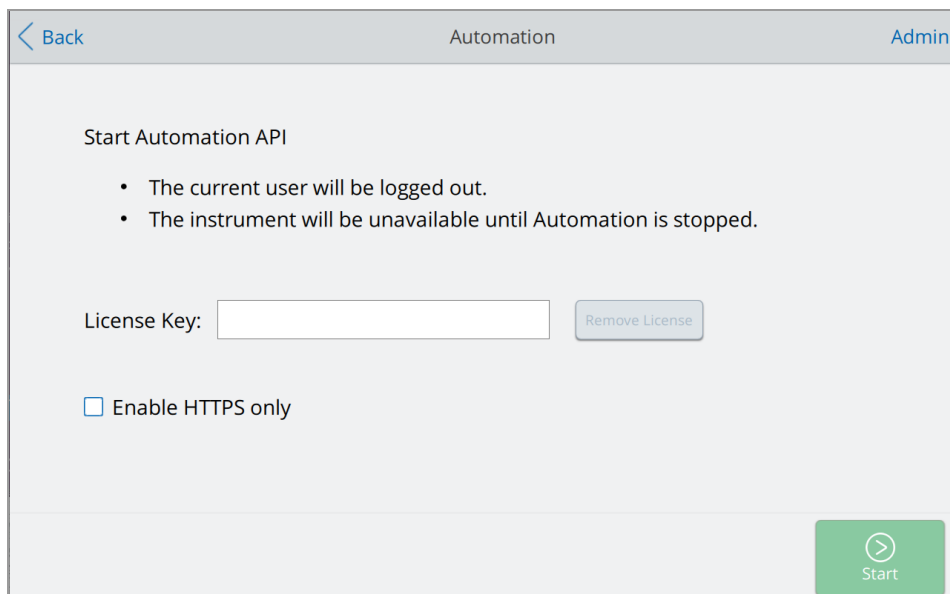 Back
Automation
Admin
Start Automation API
• The current user will be logged out.
• The instrument will be unavailable until Automation is stopped.
License Key:
Remove License
Enable HTTPS only
Start